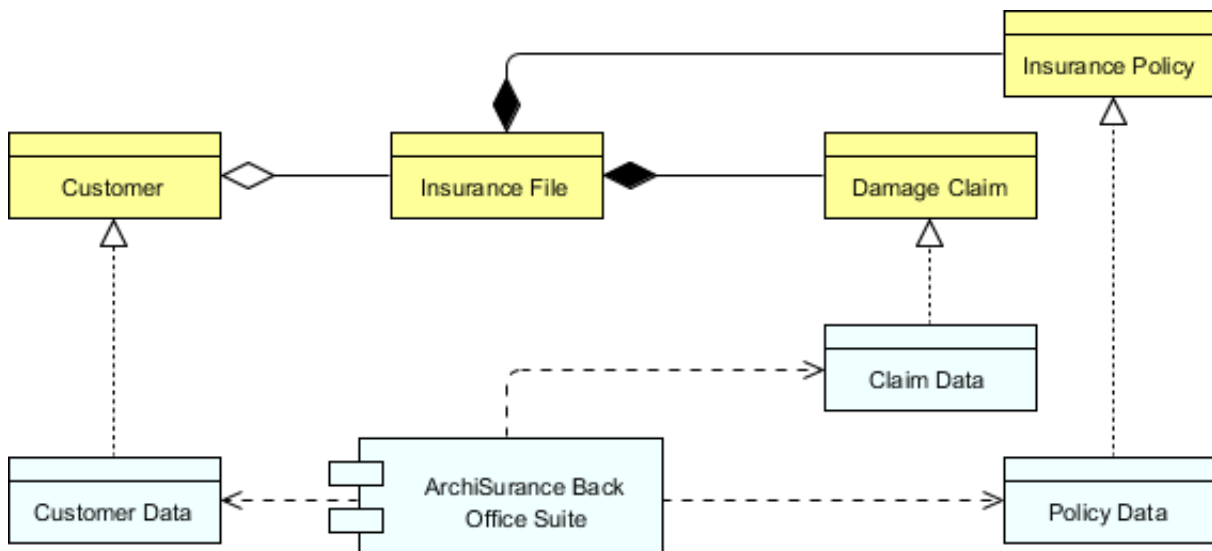 Insurance Policy
Customer
Insurance File
Damage Claim
Claim Data
Customer Data
ArchiSurance Back
Office Suite
Policy Data